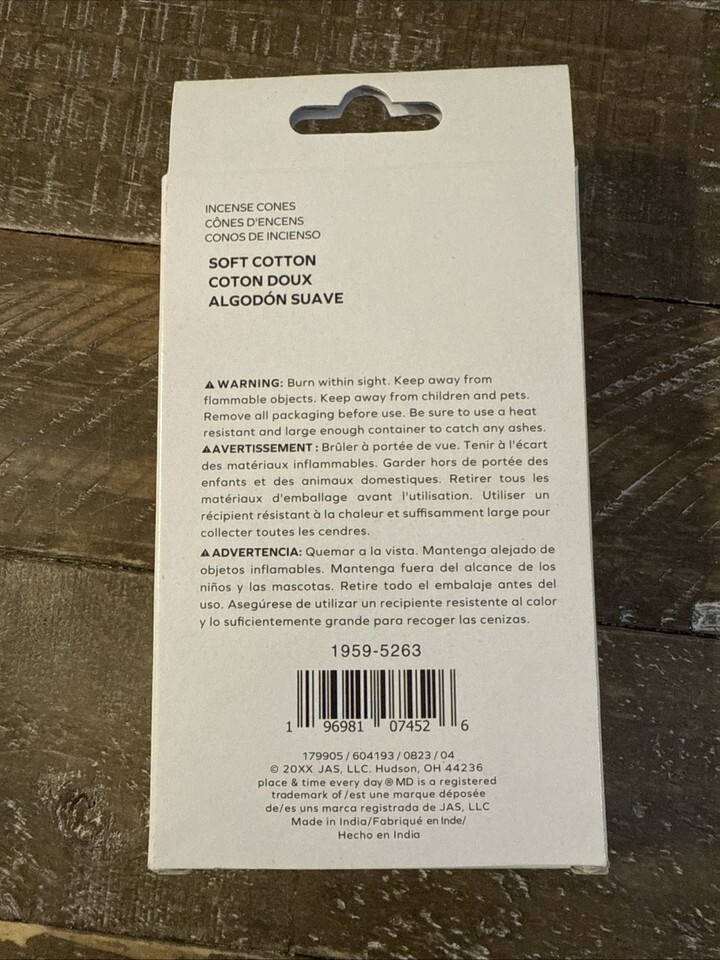 INCENSE CONES
CÔNES D'ENCENS
CONOS DE INCIENSO
SOFT COTTON
COTON DOUX
ALGODÓN SUAVE
⚠ WARNING: Burn within sight. Keep away from
flammable objects. Keep away from children and pets.
Remove all packaging before use. Be sure to use a heat
resistant and large enough container to catch any ashes.
⚠AVERTISSEMENT : Brûler à portée de vue. Tenir à l'écart
des matériaux inflammables. Garder hors de portée des
enfants et des animaux domestiques. Retirer tous les
matériaux d'emballage avant l'utilisation. Utiliser un
récipient résistant à la chaleur et suffisamment large pour
collecter toutes les cendres.
⚠ADVERTENCIA: Quemar a la vista. Mantenga alejado de
objetos inflamables. Mantenga fuera del alcance de los
niños y las mascotas. Retire todo el embalaje antes del
uso. Asegúrese de utilizar un recipiente resistente al calor
y lo suficientemente grande para recoger las cenizas.
1959-5263
1 96981 07452 6
179905 / 604193 / 0823 / 04
© 20XX JAS, LLC. Hudson, OH 44236
place & time every day® MD is a registered
trademark of /est une marque déposée
de/es uns marca registrada de JAS, LLC
Made in India/Fabriqué en Inde/
Hecho en India